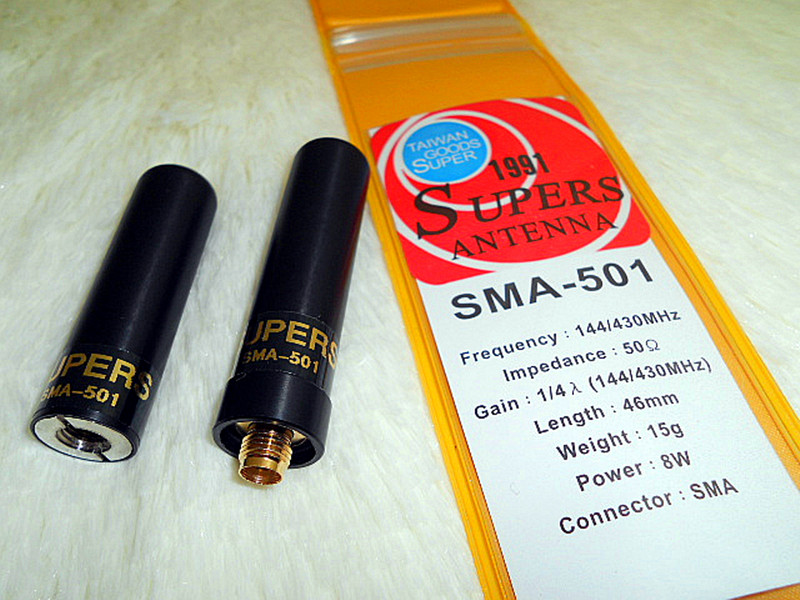 UPERS
SMA-501
UPERS
SMA-501
TAIWAN
GOODS
SUPER
1991
SUPERS
ANTENNA
SMA-501
Frequency : 144/430MHz
Impedance : 50Ω
Gain : 1/4 λ (144/430MHz)
Length : 46mm
Weight : 15g
Power : 8W
Connector : SMA